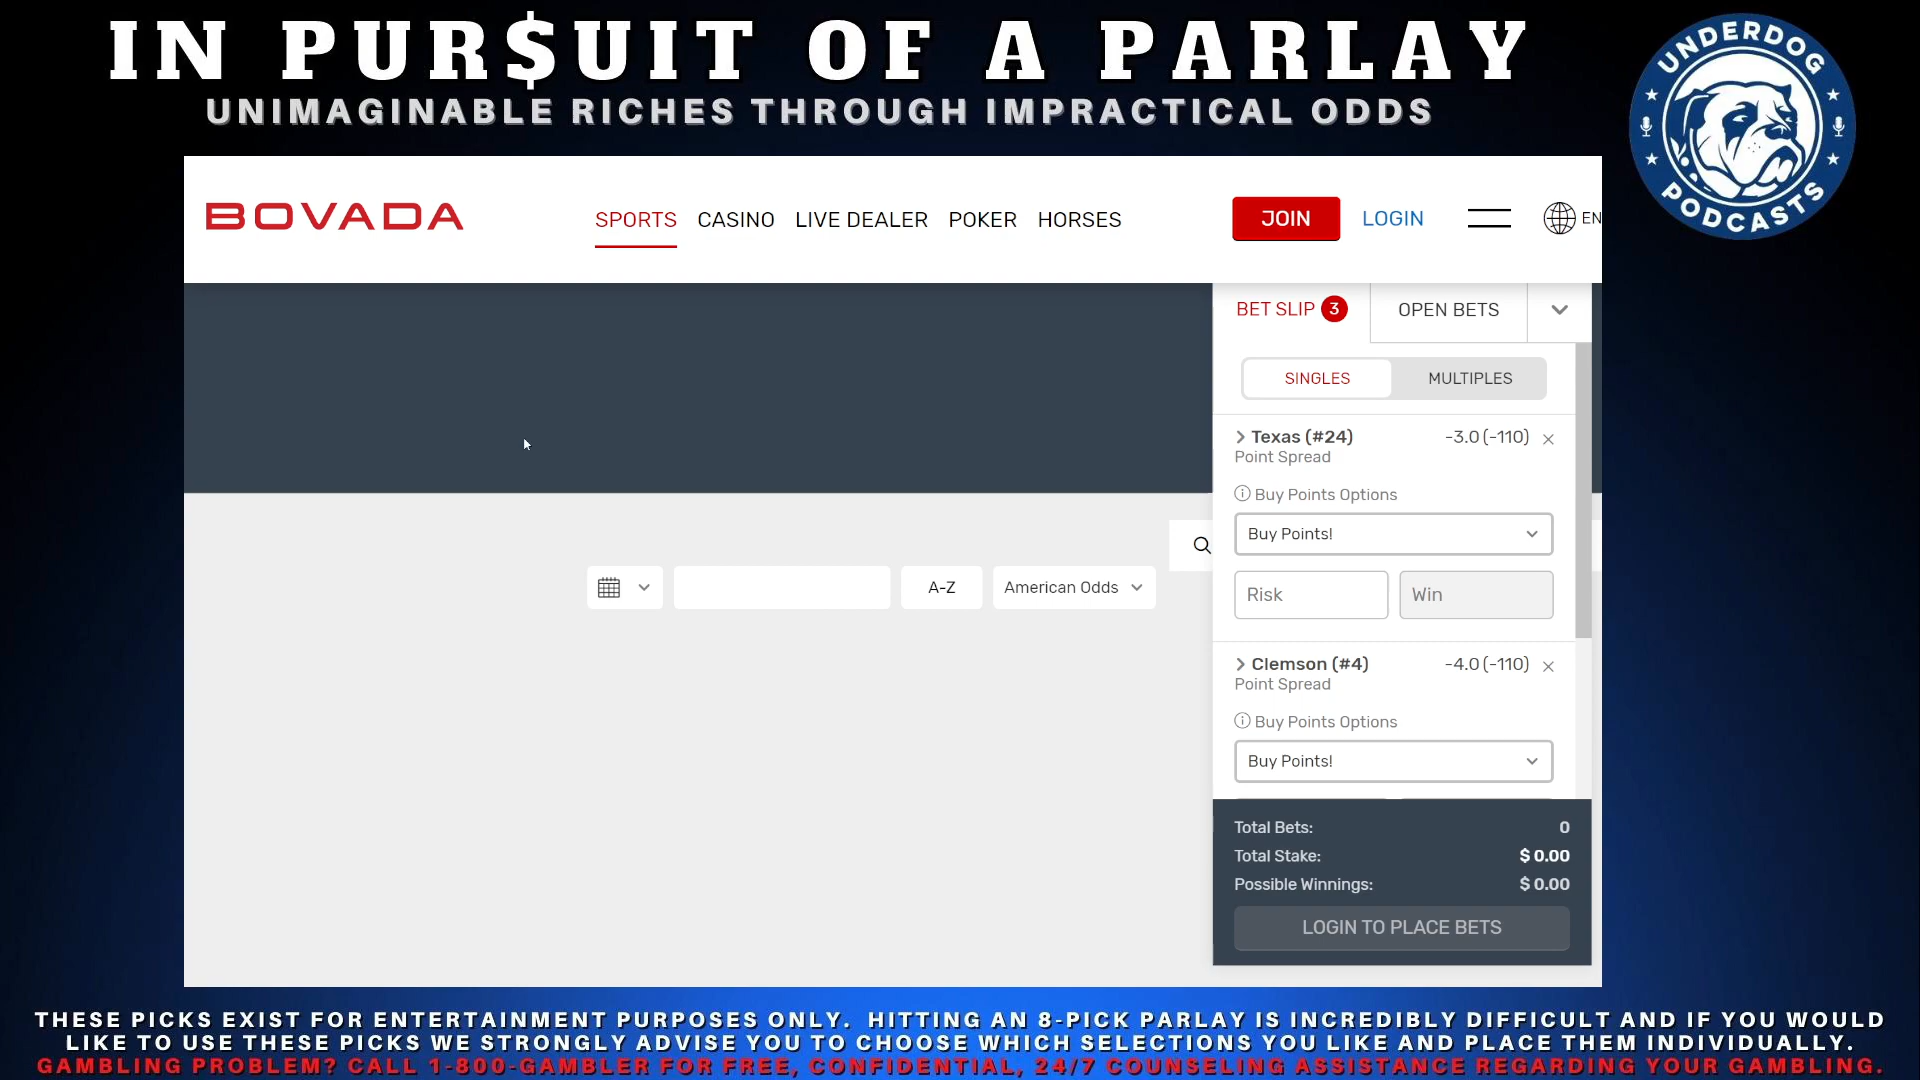 IN PUR$UIT OF A PARLAY
UNIMAGINABLE RICHES THROUGH IMPRACTICAL ODDS
UNDERDOG
PODCASTS
BOVADA
SPORTS CASINO LIVE DEALER POKER HORSES
JOIN LOGIN EN
BET SLIP 3 OPEN BETS
SINGLES MULTIPLES
Texas (#24) -3.0 (-110)
Point Spread
Buy Points Options
Buy Points!
Risk Win
A-Z American Odds
Clemson (#4) -4.0 (-110)
Point Spread
Buy Points Options
Buy Points!
Total Bets: 0
Total Stake: $ 0.00
Possible Winnings: $ 0.00
LOGIN TO PLACE BETS
THESE PICKS EXIST FOR ENTERTAINMENT PURPOSES ONLY. HITTING AN 8-PICK PARLAY IS INCREDIBLY DIFFICULT AND IF YOU WOULD
LIKE TO USE THESE PICKS WE STRONGLY ADVISE YOU TO CHOOSE WHICH SELECTIONS YOU LIKE AND PLACE THEM INDIVIDUALLY.
GAMBLING PROBLEM? CALL 1-800-GAMBLER FOR FREE, CONFIDENTIAL, 24/7 COUNSELING ASSISTANCE REGARDING YOUR GAMBLING.